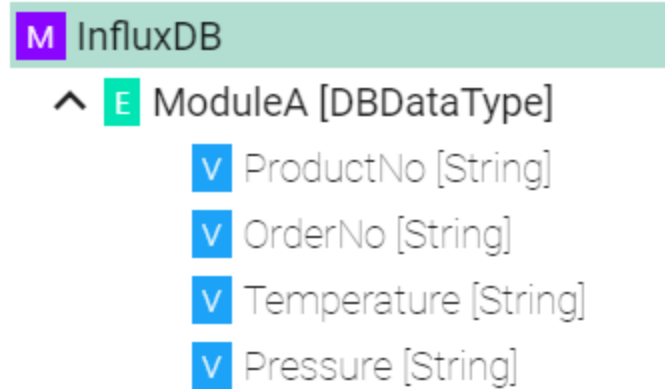 M InfluxDB
E ModuleA [DBDataType]
V ProductNo [String]
V OrderNo [String]
V Temperature [String]
V Pressure [String]